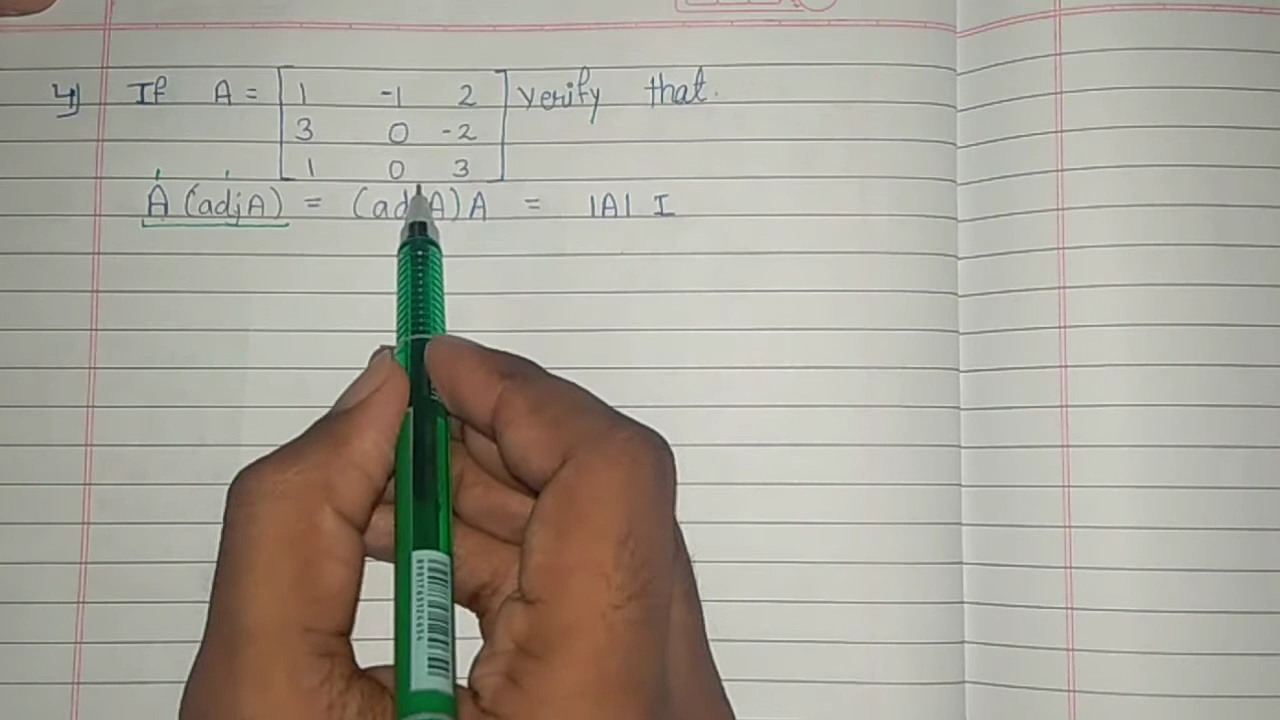 4) If A = [ 1 -1 2 ] verify that.
3 0 -2
1 0 3
A (adjA) = (adjA)A = |A| I